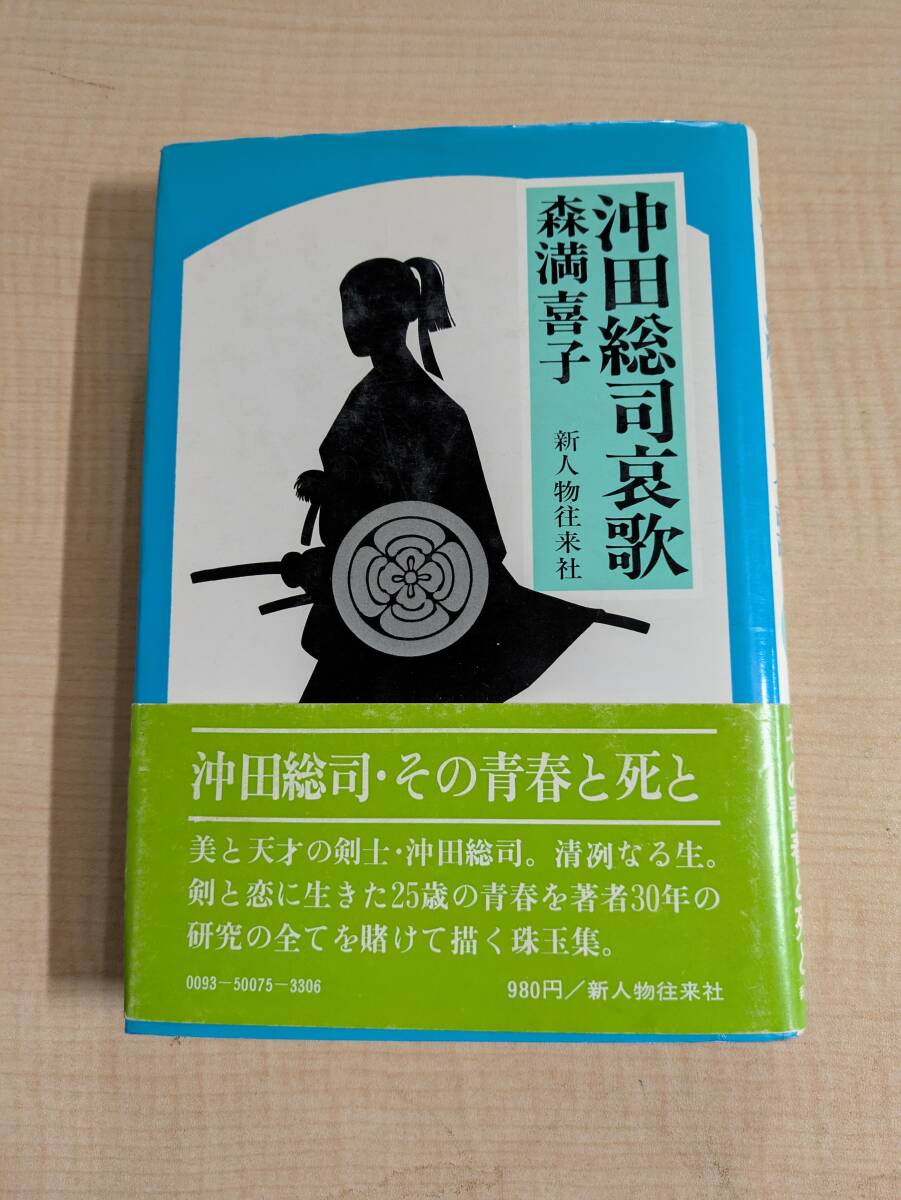 沖田総司哀歌
森満喜子
新人物往来社
沖田総司・その青春と死と
美と天才の剣士・沖田総司。清冽なる生。
剣と恋に生きた25歳の青春を著者30年の
研究の全てを賭けて描く珠玉集。
0093-50075-3306
980円/新人物往来社